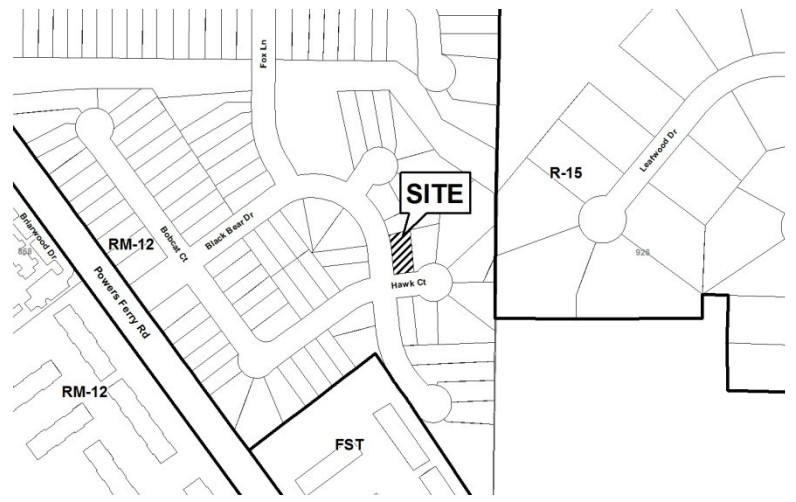 Fox Ln
Leafwood Dr
R-15
SITE
Black Bear Dr
RM-12
Bobcat Ct
Briarwood Dr
926
Hawk Ct
Powers Ferry Rd
RM-12
FST